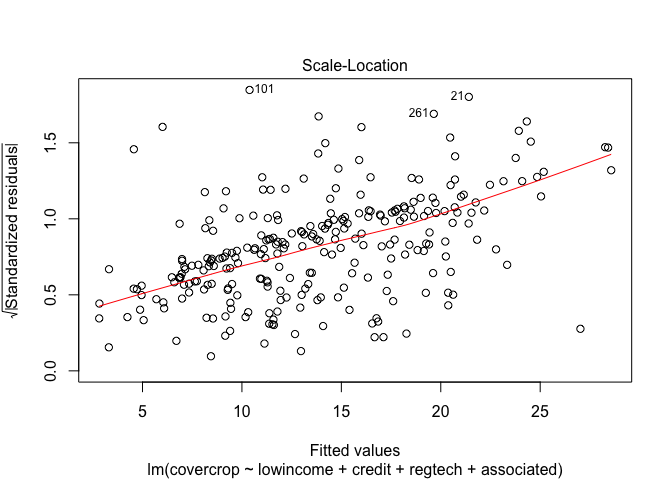 Scale-Location
101
21
261
√|Standardized residuals|
0.0 0.5 1.0 1.5
5 10 15 20 25
Fitted values
lm(covercrop ~ lowincome + credit + regtech + associated)